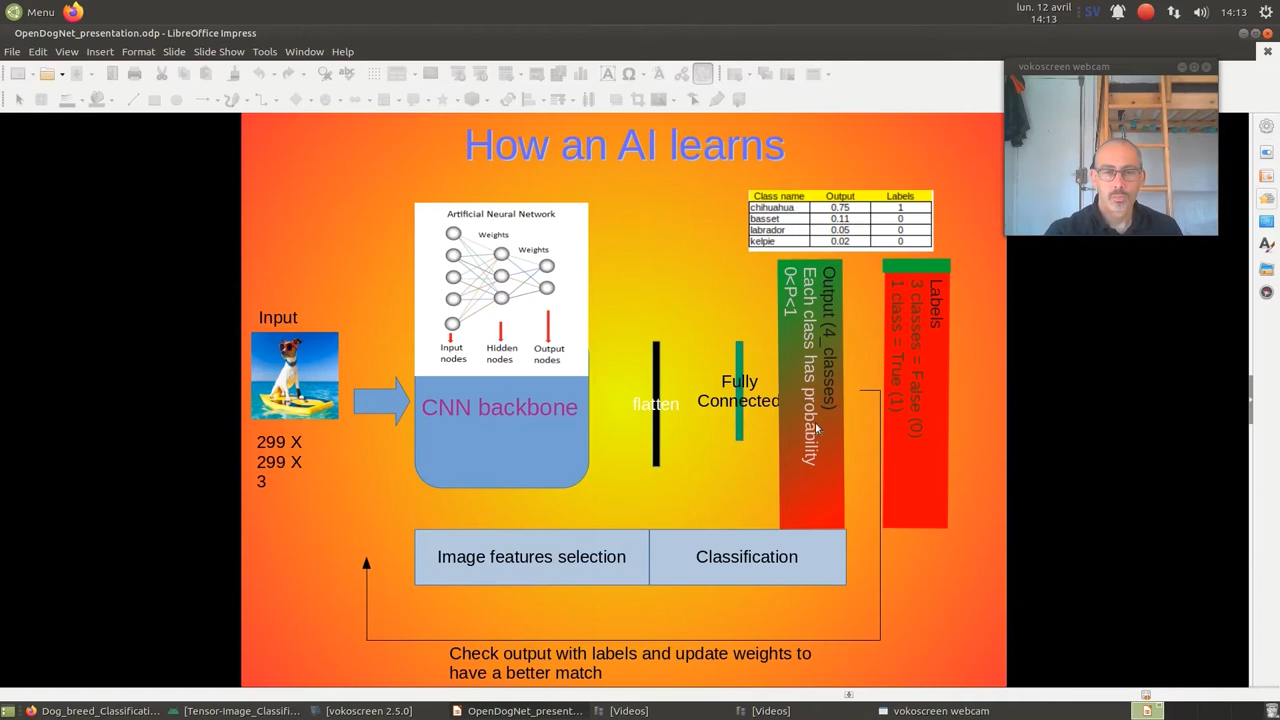 Menu
lun. 12 avril
14:13
SV
14:13
OpenDogNet_presentation.odp - LibreOffice Impress
File Edit View Insert Format Slide Slide Show Tools Window Help
vokoscreen webcam
How an AI learns
Class name Output Labels
chihuahua 0.75 1
basset 0.11 0
labrador 0.05 0
kelpie 0.02 0
Artificial Neural Network
Weights
Weights
Input
nodes
Hidden
nodes
Output
nodes
Input
299 X
299 X
3
CNN backbone
flatten
Fully
Connected
Output (4_classes)
Each class has probability
0<P<1
Labels
3 classes = False (0)
1 class = True (1)
Image features selection
Classification
Check output with labels and update weights to
have a better match
Dog_breed_Classificati...
[Tensor-Image_Classifi...
[vokoscreen 2.5.0]
OpenDogNet_present...
[Videos]
[Videos]
vokoscreen webcam